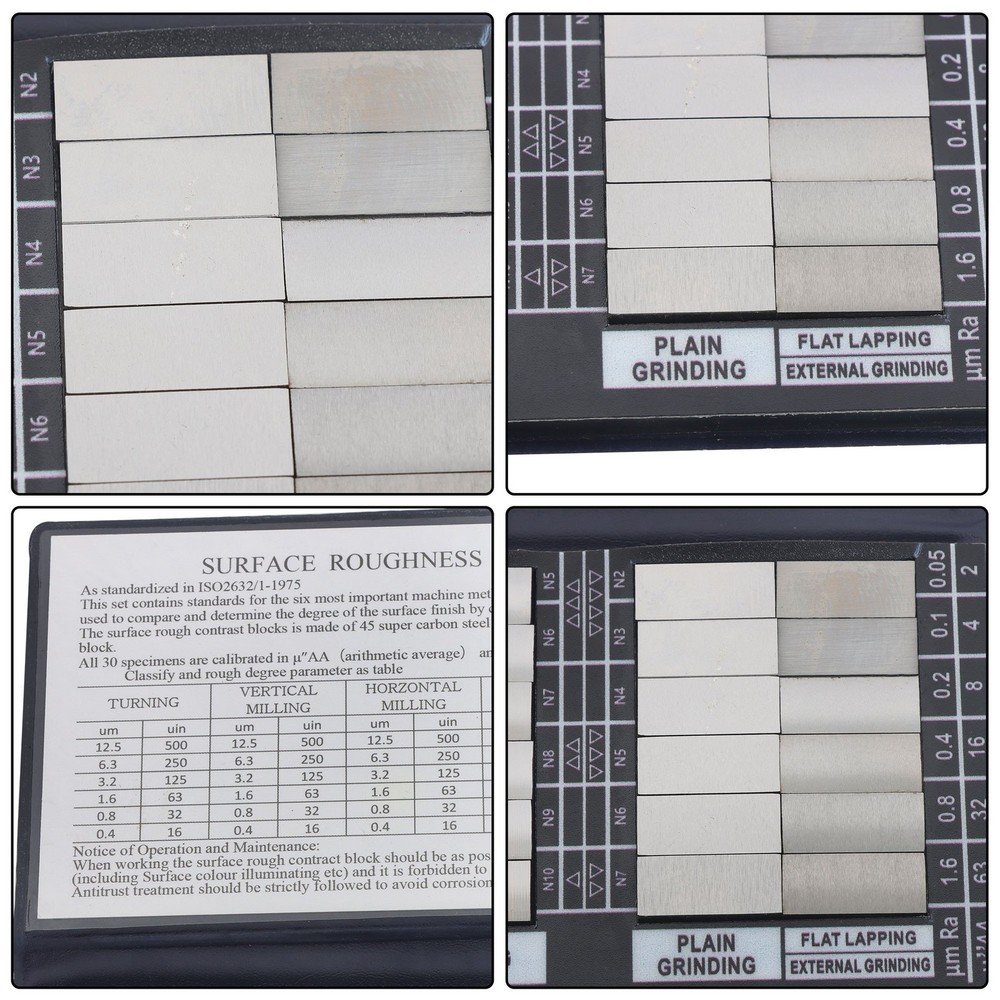 N2
N3
N4
N5
N6
N4
N5
N6
N7
0.2
0.4
0.8
1.6
µm Ra
PLAIN
GRINDING
FLAT LAPPING
EXTERNAL GRINDING
SURFACE ROUGHNESS
As standardized in ISO2632/1-1975
This set contains standards for the six most important machine met
used to compare and determine the degree of the surface finish by
The surface rough contrast blocks is made of 45 super carbon steel
block.
All 30 specimens are calibrated in µ"AA (arithmetic average) an
Classify and rough degree parameter as table
TURNING VERTICAL MILLING HORZONTAL MILLING
um uin um uin um uin
12.5 500 12.5 500 12.5 500
6.3 250 6.3 250 6.3 250
3.2 125 3.2 125 3.2 125
1.6 63 1.6 63 1.6 63
0.8 32 0.8 32 0.8 32
0.4 16 0.4 16 0.4 16
Notice of Operation and Maintenance:
When working the surface rough contract block should be as pos
(including Surface colour illuminating etc) and it is forbidden to
Antitrust treatment should be strictly followed to avoid corrosion
N5 N2 0.05 2
N6 N3 0.1 4
N7 N4 0.2 8
N8 N5 0.4 16
N9 N6 0.8 32
N10 N7 1.6 63
µm Ra
PLAIN
GRINDING
FLAT LAPPING
EXTERNAL GRINDING